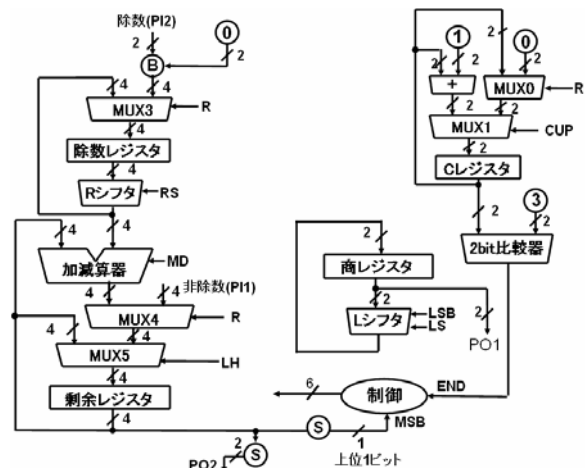 除数(PI2)
0
2
2
B
4
4
MUX3
R
4
除数レジスタ
4
Rシフタ
RS
4
4
加減算器
MD
4
4
非除数(PI1)
MUX4
R
4
4
MUX5
LH
4
剰余レジスタ
4
2
S
PO2
S
1
上位1ビット
MSB
6
制御
END
2
1
0
2
2
2
+
MUX0
R
2
2
MUX1
CUP
2
Cレジスタ
2
3
2
2bit比較器
2
商レジスタ
2
Lシフタ
LSB
LS
2
PO1